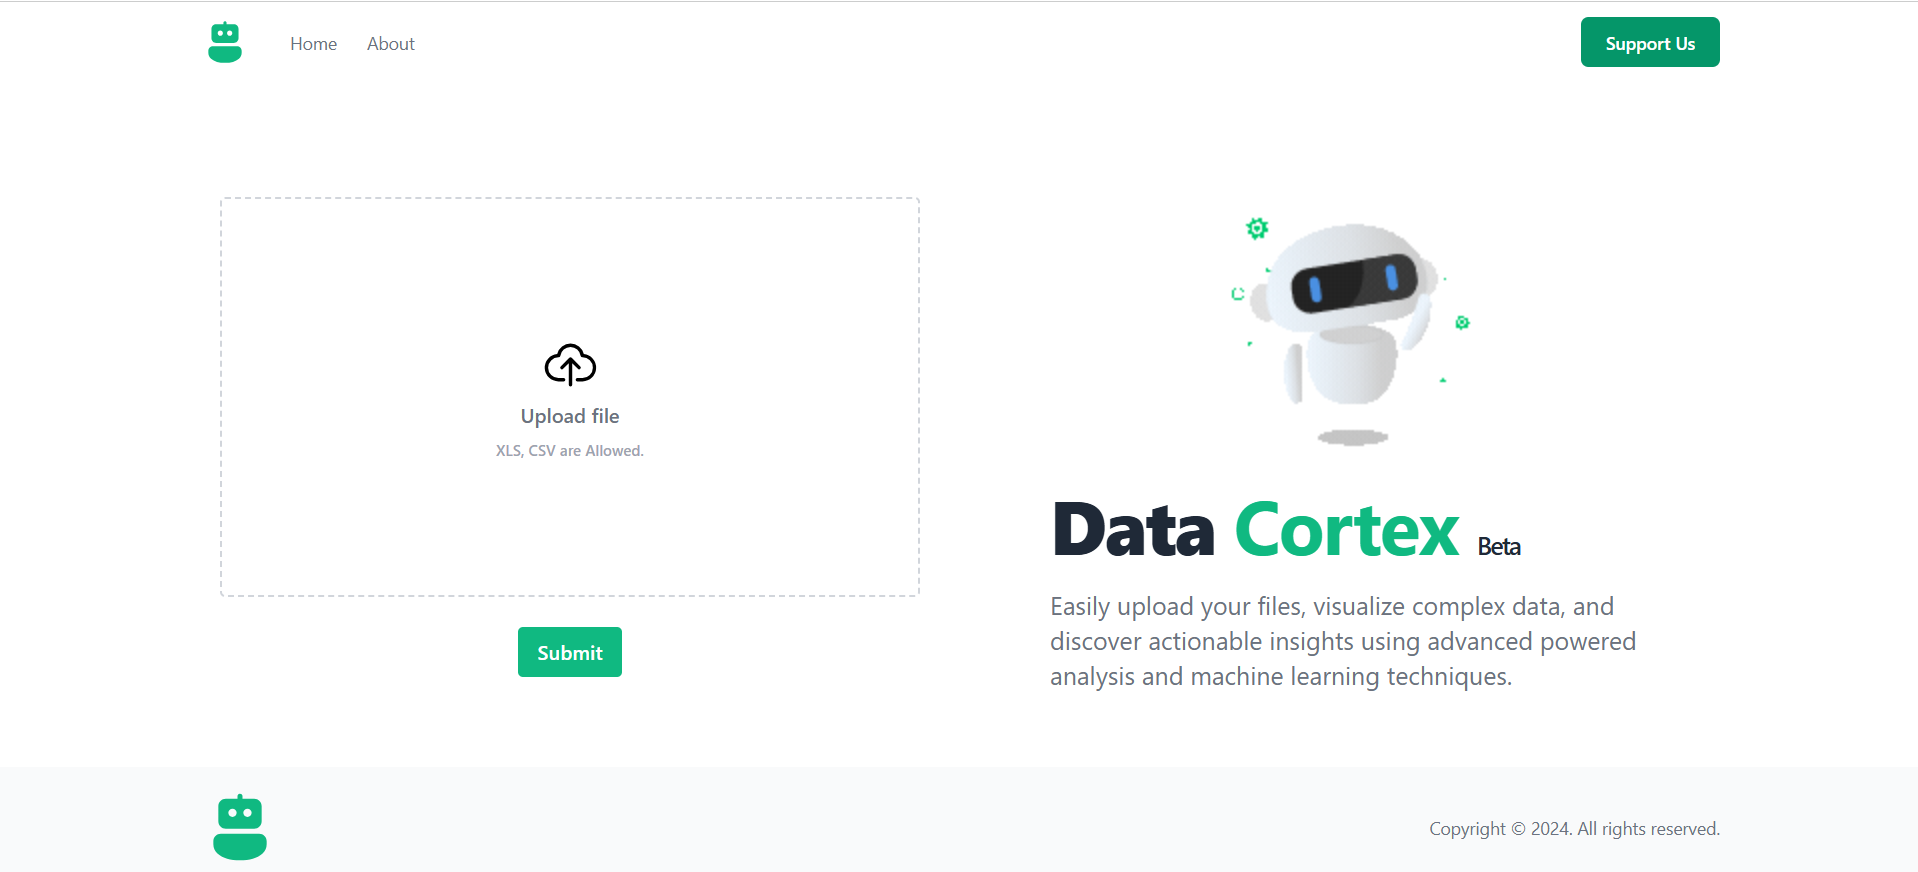 Home
About
Support Us
Upload file
XLS, CSV are Allowed.
Submit
Data Cortex Beta
Easily upload your files, visualize complex data, and
discover actionable insights using advanced powered
analysis and machine learning techniques.
Copyright © 2024. All rights reserved.